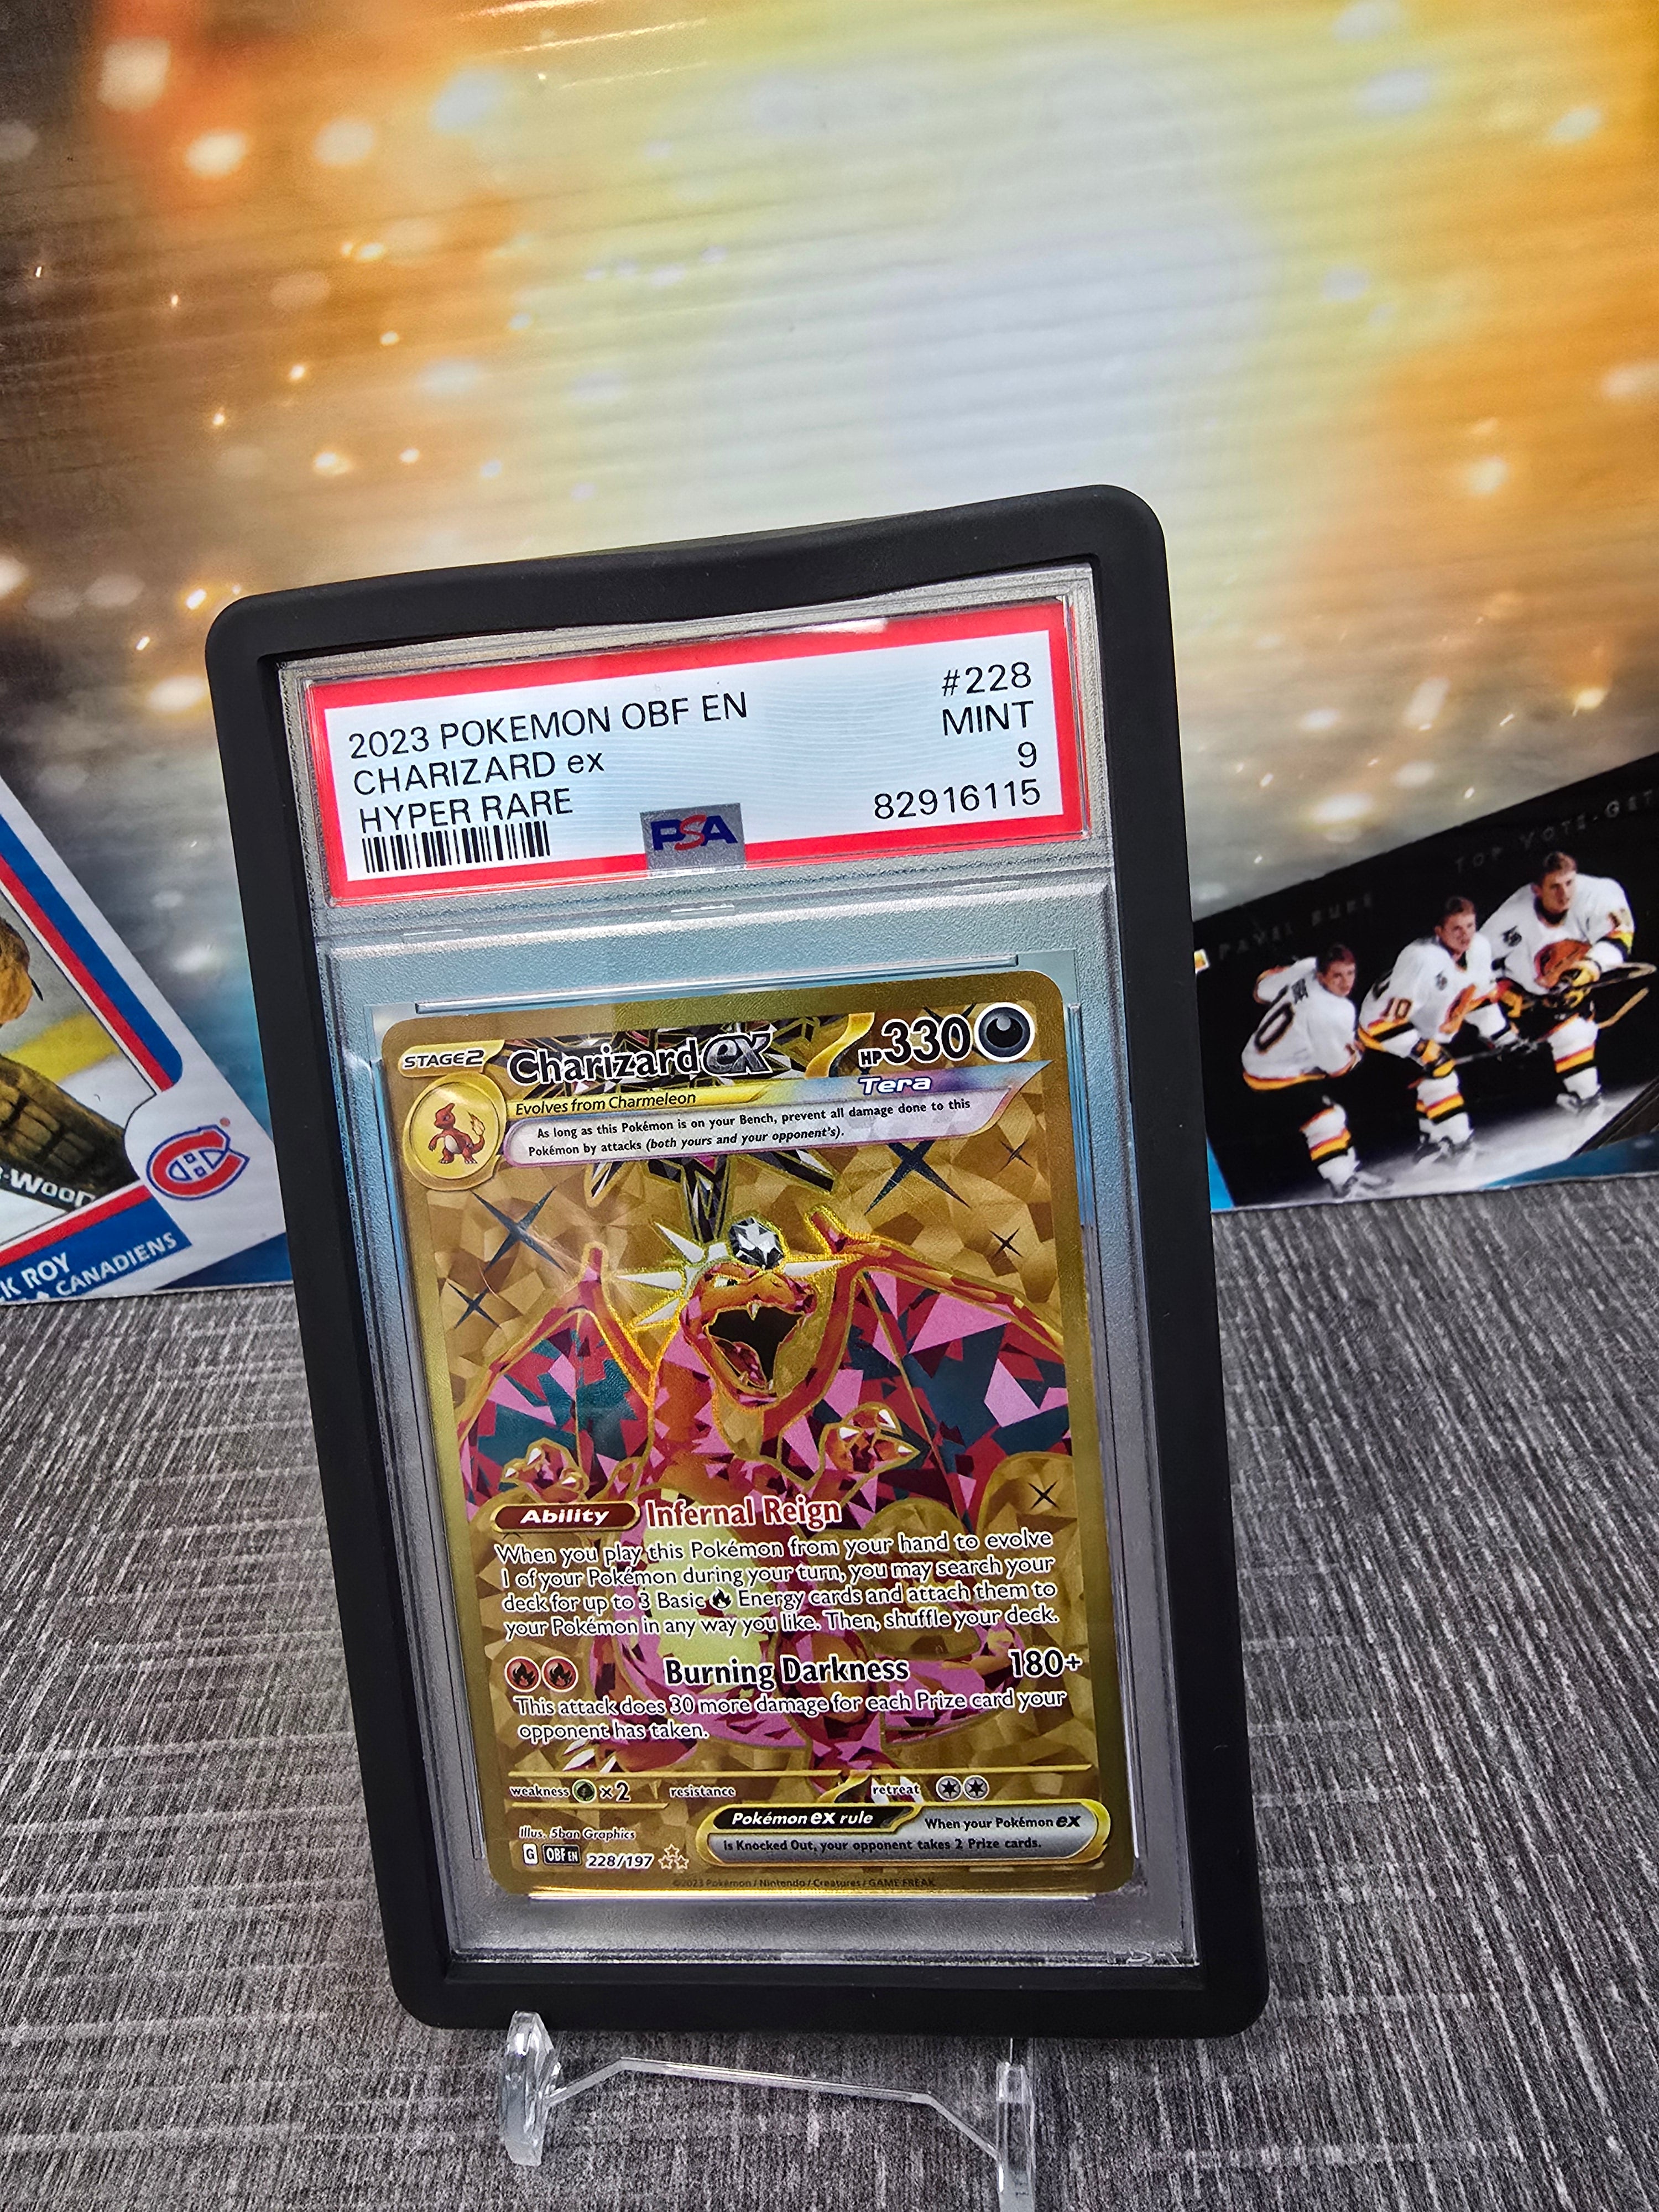 2023 POKEMON OBF EN
CHARIZARD ex
HYPER RARE
#228
MINT
9
82916115
PSA
STAGE2
Charizard ex
HP330
Tera
Evolves from Charmeleon
As long as this Pokémon is on your Bench, prevent all damage done to this
Pokémon by attacks (both yours and your opponent's).
Ability Infernal Reign
When you play this Pokémon from your hand to evolve
1 of your Pokémon during your turn, you may search your
deck for up to 3 Basic Energy cards and attach them to
your Pokémon in any way you like. Then, shuffle your deck.
Burning Darkness 180+
This attack does 30 more damage for each Prize card your
opponent has taken.
weakness ×2 resistance retreat
Pokémon ex rule When your Pokémon ex
is Knocked Out, your opponent takes 2 Prize cards.
Illus. 5ban Graphics
G OBF EN 228/197
©2023 Pokémon / Nintendo / Creatures / GAME FREAK
K ROY
CANADIENS
PAVEL BURE
TOP VOTE-GET
10